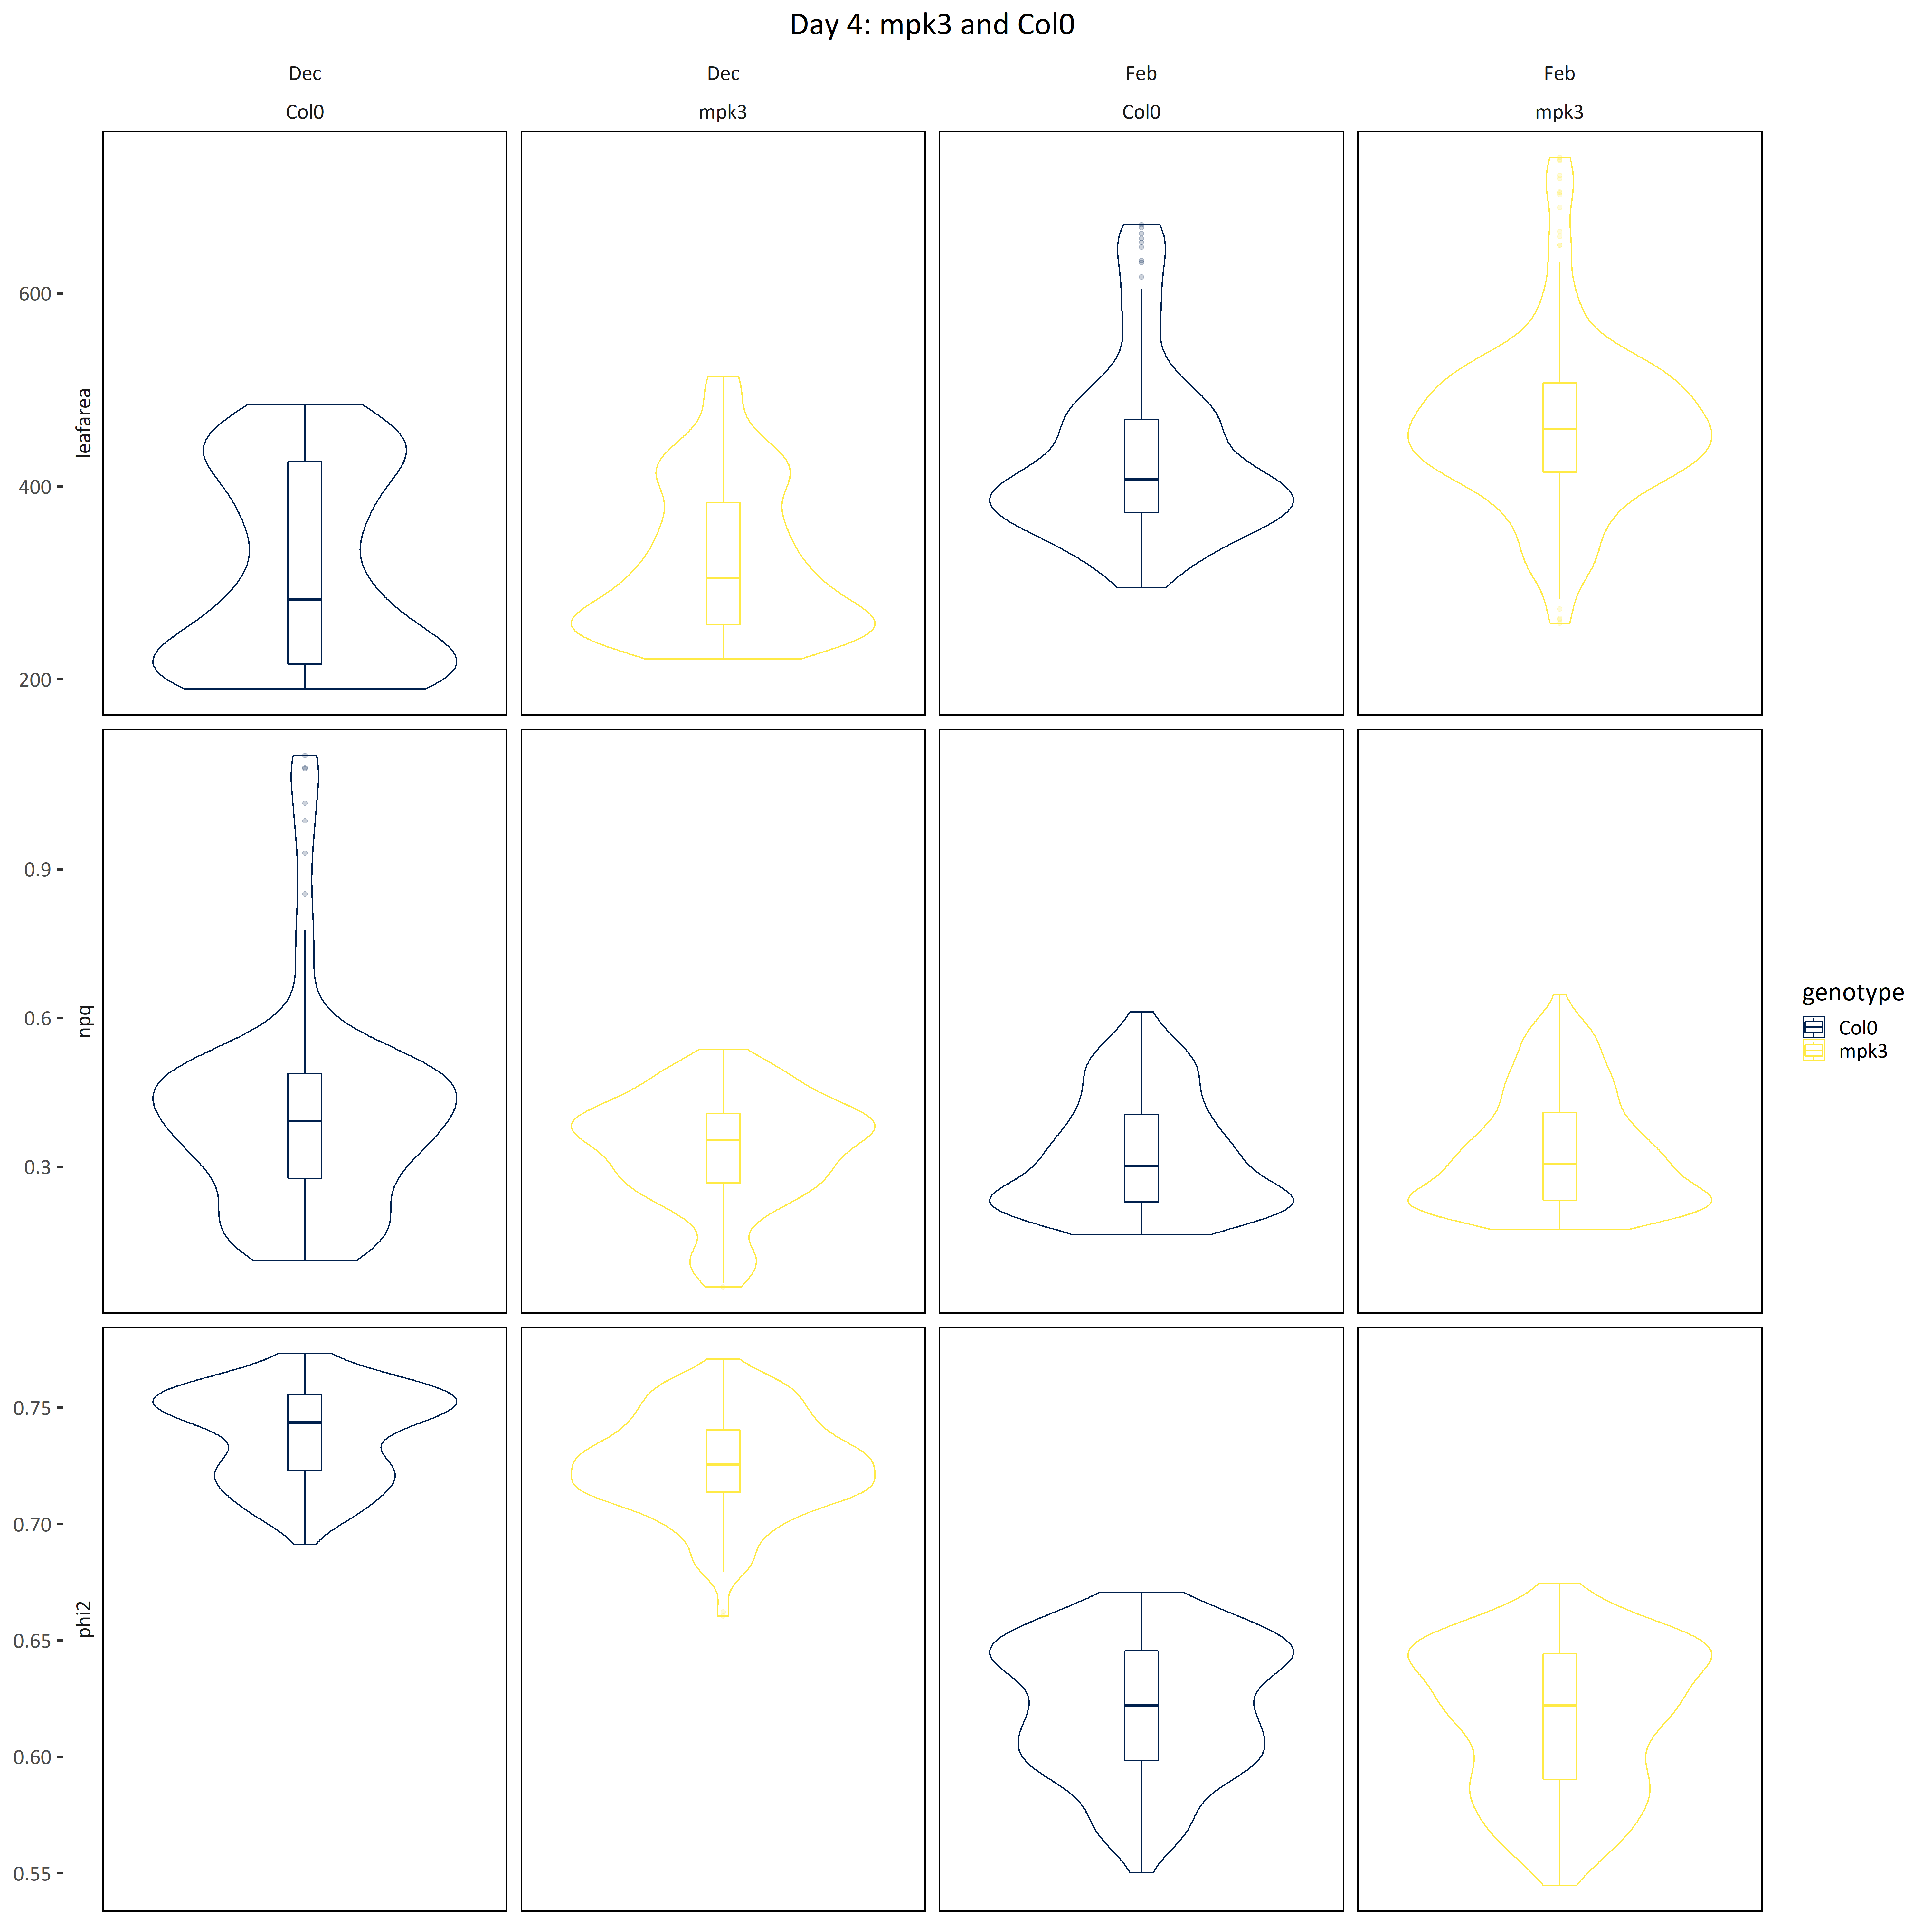 Day 4: mpk3 and Col0
Dec
Dec
Feb
Feb
Col0
mpk3
Col0
mpk3
600
leafarea
400
200
0.9
npq
0.6
0.3
genotype
Col0
mpk3
0.75
0.70
phi2
0.65
0.60
0.55